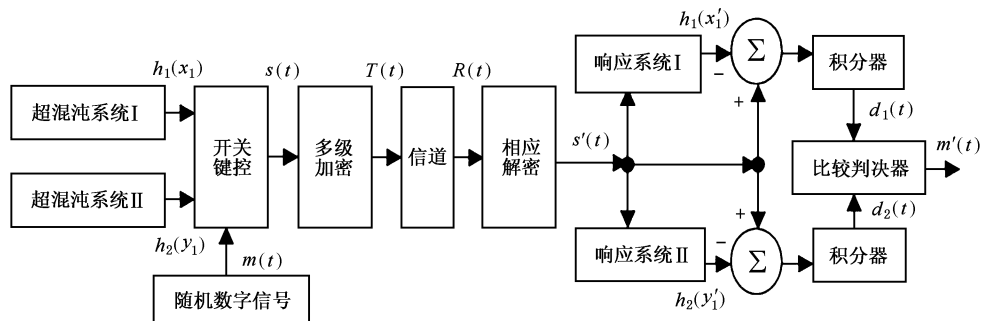 超混沌系统Ⅰ
h₁(x₁)
超混沌系统Ⅱ
h₂(y₁)
开关
键控
m(t)
随机数字信号
s(t)
多级
加密
T(t)
信道
R(t)
相应
解密
s′(t)
响应系统Ⅰ
h₁(x₁′)
−
Σ
+
积分器
d₁(t)
比较判决器
m′(t)
d₂(t)
响应系统Ⅱ
h₂(y₁′)
−
Σ
+
积分器